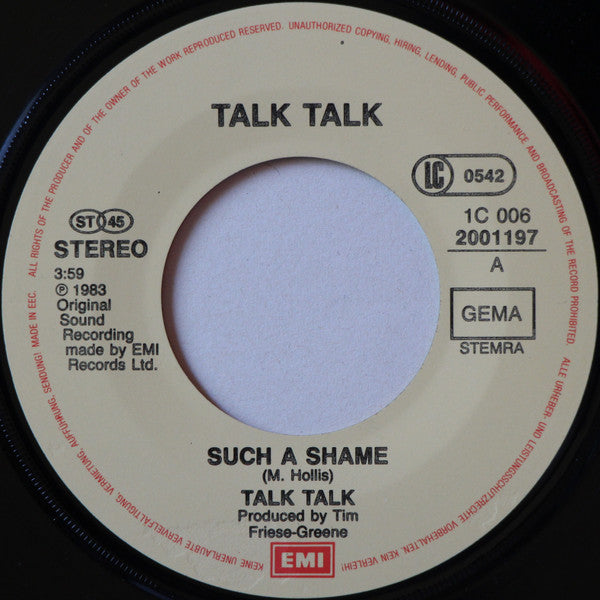 ALL RIGHTS OF THE PRODUCER AND OF THE OWNER OF THE WORK REPRODUCED RESERVED. UNAUTHORIZED COPYING, HIRING, LENDING, PUBLIC PERFORMANCE AND BROADCASTING OF THE RECORD PROHIBITED.
ALLE URHEBER- UND LEISTUNGSSCHUTZRECHTE VORBEHALTEN. KEIN VERLEIH! KEINE UNERLAUBTE VERVIELFÄLTIGUNG, VERMIETUNG, AUFFÜHRUNG, SENDUNG! MADE IN EEC.
TALK TALK
LC 0542
1C 006
2001197
A
GEMA
STEMRA
ST 45
STEREO
3:59
℗ 1983
Original
Sound
Recording
made by EMI
Records Ltd.
SUCH A SHAME
(M. Hollis)
TALK TALK
Produced by Tim
Friese-Greene
EMI